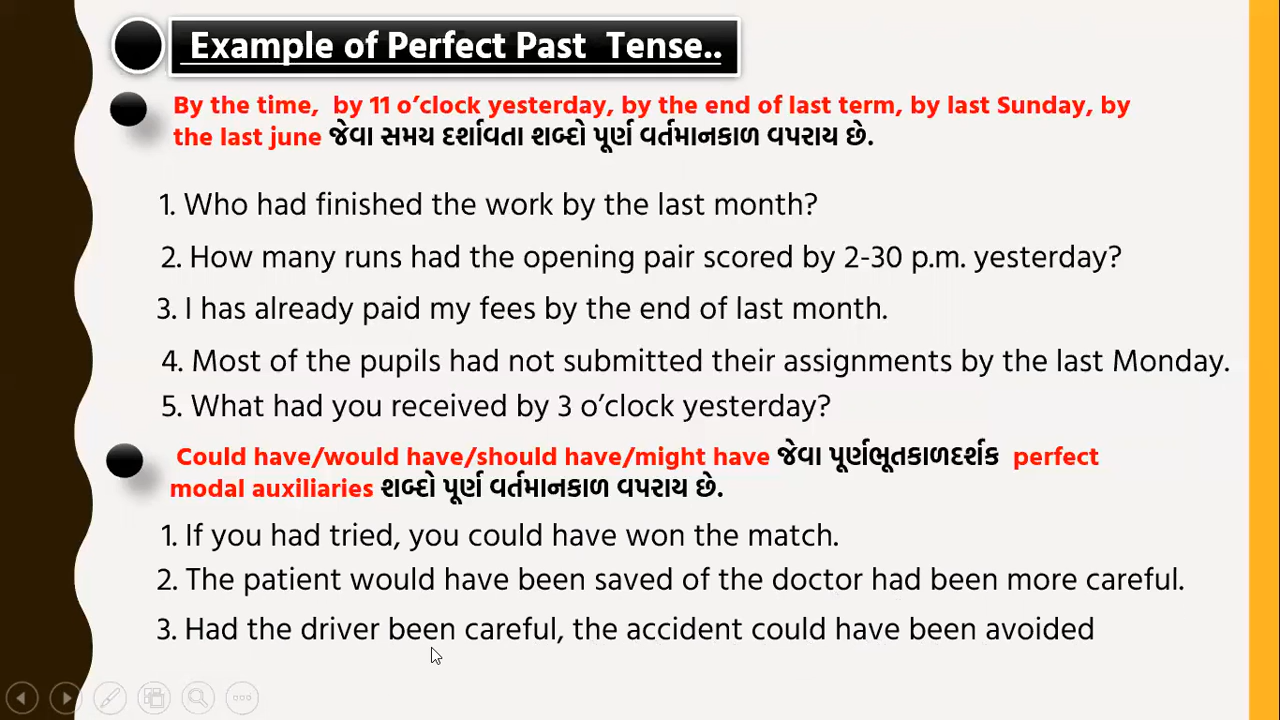 Example of Perfect Past Tense..
By the time, by 11 o’clock yesterday, by the end of last term, by last Sunday, by
the last june જેવા સમય દર્શાવતા શબ્દો પૂર્ણ વર્તમાનકાળ વપરાય છે.
1. Who had finished the work by the last month?
2. How many runs had the opening pair scored by 2-30 p.m. yesterday?
3. I has already paid my fees by the end of last month.
4. Most of the pupils had not submitted their assignments by the last Monday.
5. What had you received by 3 o’clock yesterday?
Could have/would have/should have/might have જેવા પૂર્ણભૂતકાળદર્શક perfect
modal auxiliaries શબ્દો પૂર્ણ વર્તમાનકાળ વપરાય છે.
1. If you had tried, you could have won the match.
2. The patient would have been saved of the doctor had been more careful.
3. Had the driver been careful, the accident could have been avoided